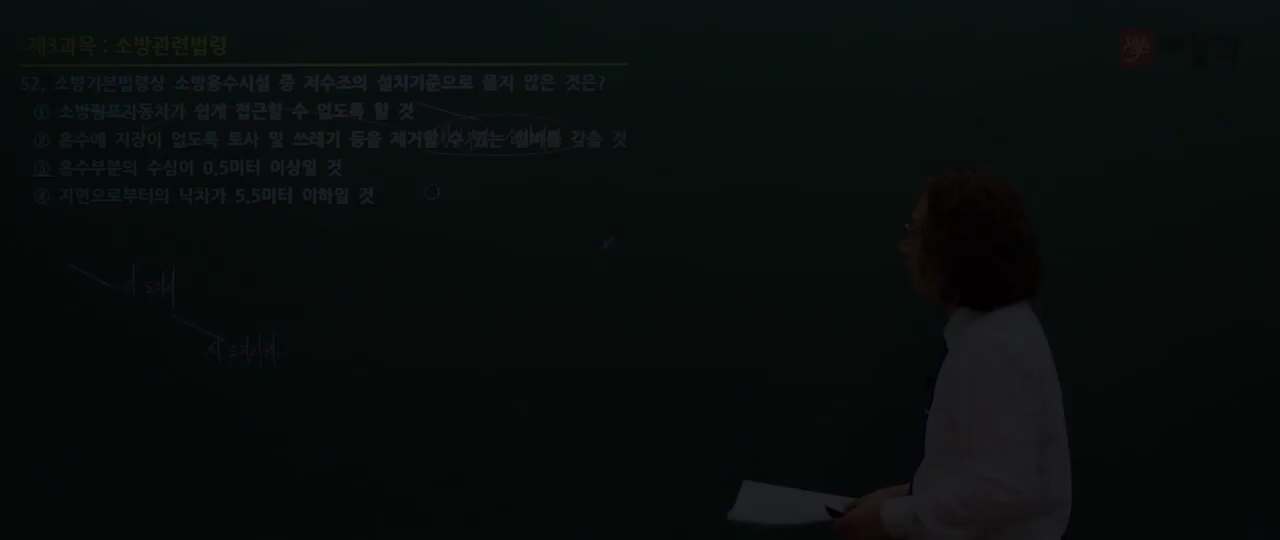 제3과목 : 소방관련법령
52. 소방기본법령상 소방용수시설 중 저수조의 설치기준으로 옳지 않은 것은?
① 소방펌프자동차가 쉽게 접근할 수 없도록 할 것
② 흡수에 지장이 없도록 토사 및 쓰레기 등을 제거할 수 있는 설비를 갖출 것
③ 흡수부분의 수심이 0.5미터 이상일 것
④ 지면으로부터의 낙차가 5.5미터 이하일 것